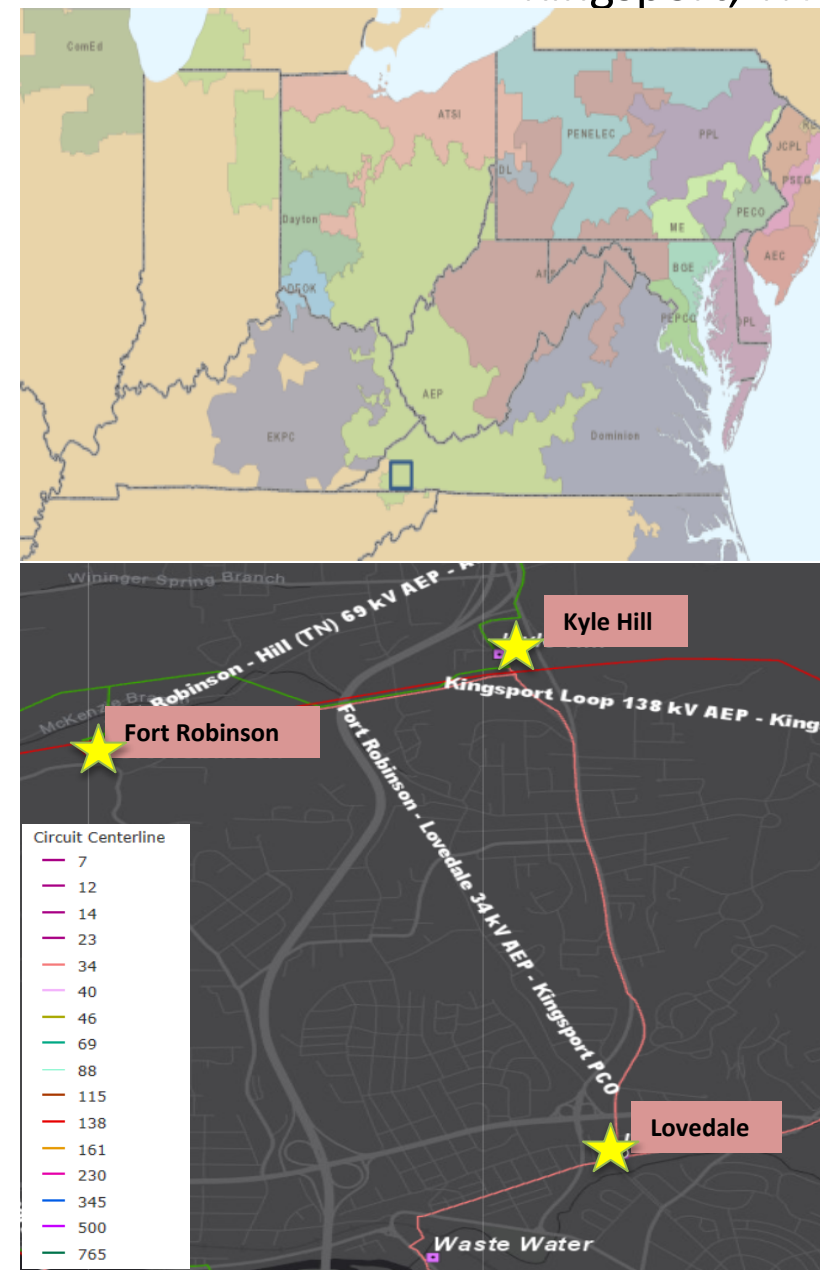 ComEd
ATSI
PENELEC
PPL
JCPL
DL
PSEG
Dayton
PECO
ME
AEC
BGE
DEOK
PEPCO
AEP
EKPC
Dominion
Wininger Spring Branch
Robinson - Hill (TN) 69 kV AEP -
Kyle Hill
McKenzie
Kingsport Loop 138 kV AEP - King
Fort Robinson
Fort Robinson - Lovedale 34 kV AEP - Kingsport PCO
Circuit Centerline
7
12
14
23
34
40
46
69
88
115
138
161
230
345
500
765
Lovedale
Waste Water